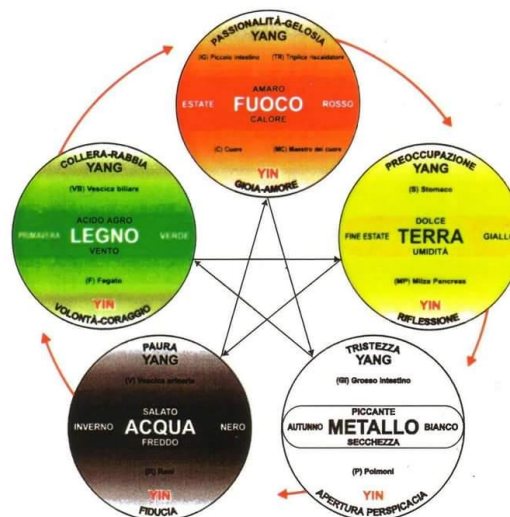 PASSIONALITÀ-GELOSIA
YANG
(IG) Piccolo intestino (TR) Triplice riscaldatore
AMARO
ESTATE FUOCO ROSSO
CALORE
(C) Cuore (MC) Maestro del cuore
YIN
GIOIA-AMORE
COLLERA-RABBIA
YANG
(VB) Vescica biliare
ACIDO AGRO
PRIMAVERA LEGNO VERDE
VENTO
(F) Fegato
YIN
VOLONTÀ-CORAGGIO
PREOCCUPAZIONE
YANG
(S) Stomaco
DOLCE
FINE ESTATE TERRA GIALLO
UMIDITÀ
(MP) Milza Pancreas
YIN
RIFLESSIONE
PAURA
YANG
(V) Vescica urinaria
SALATO
INVERNO ACQUA NERO
FREDDO
(R) Reni
YIN
FIDUCIA
TRISTEZZA
YANG
(GI) Grosso intestino
PICCANTE
AUTUNNO METALLO BIANCO
SECCHEZZA
(P) Polmoni
YIN
APERTURA PERSPICACIA